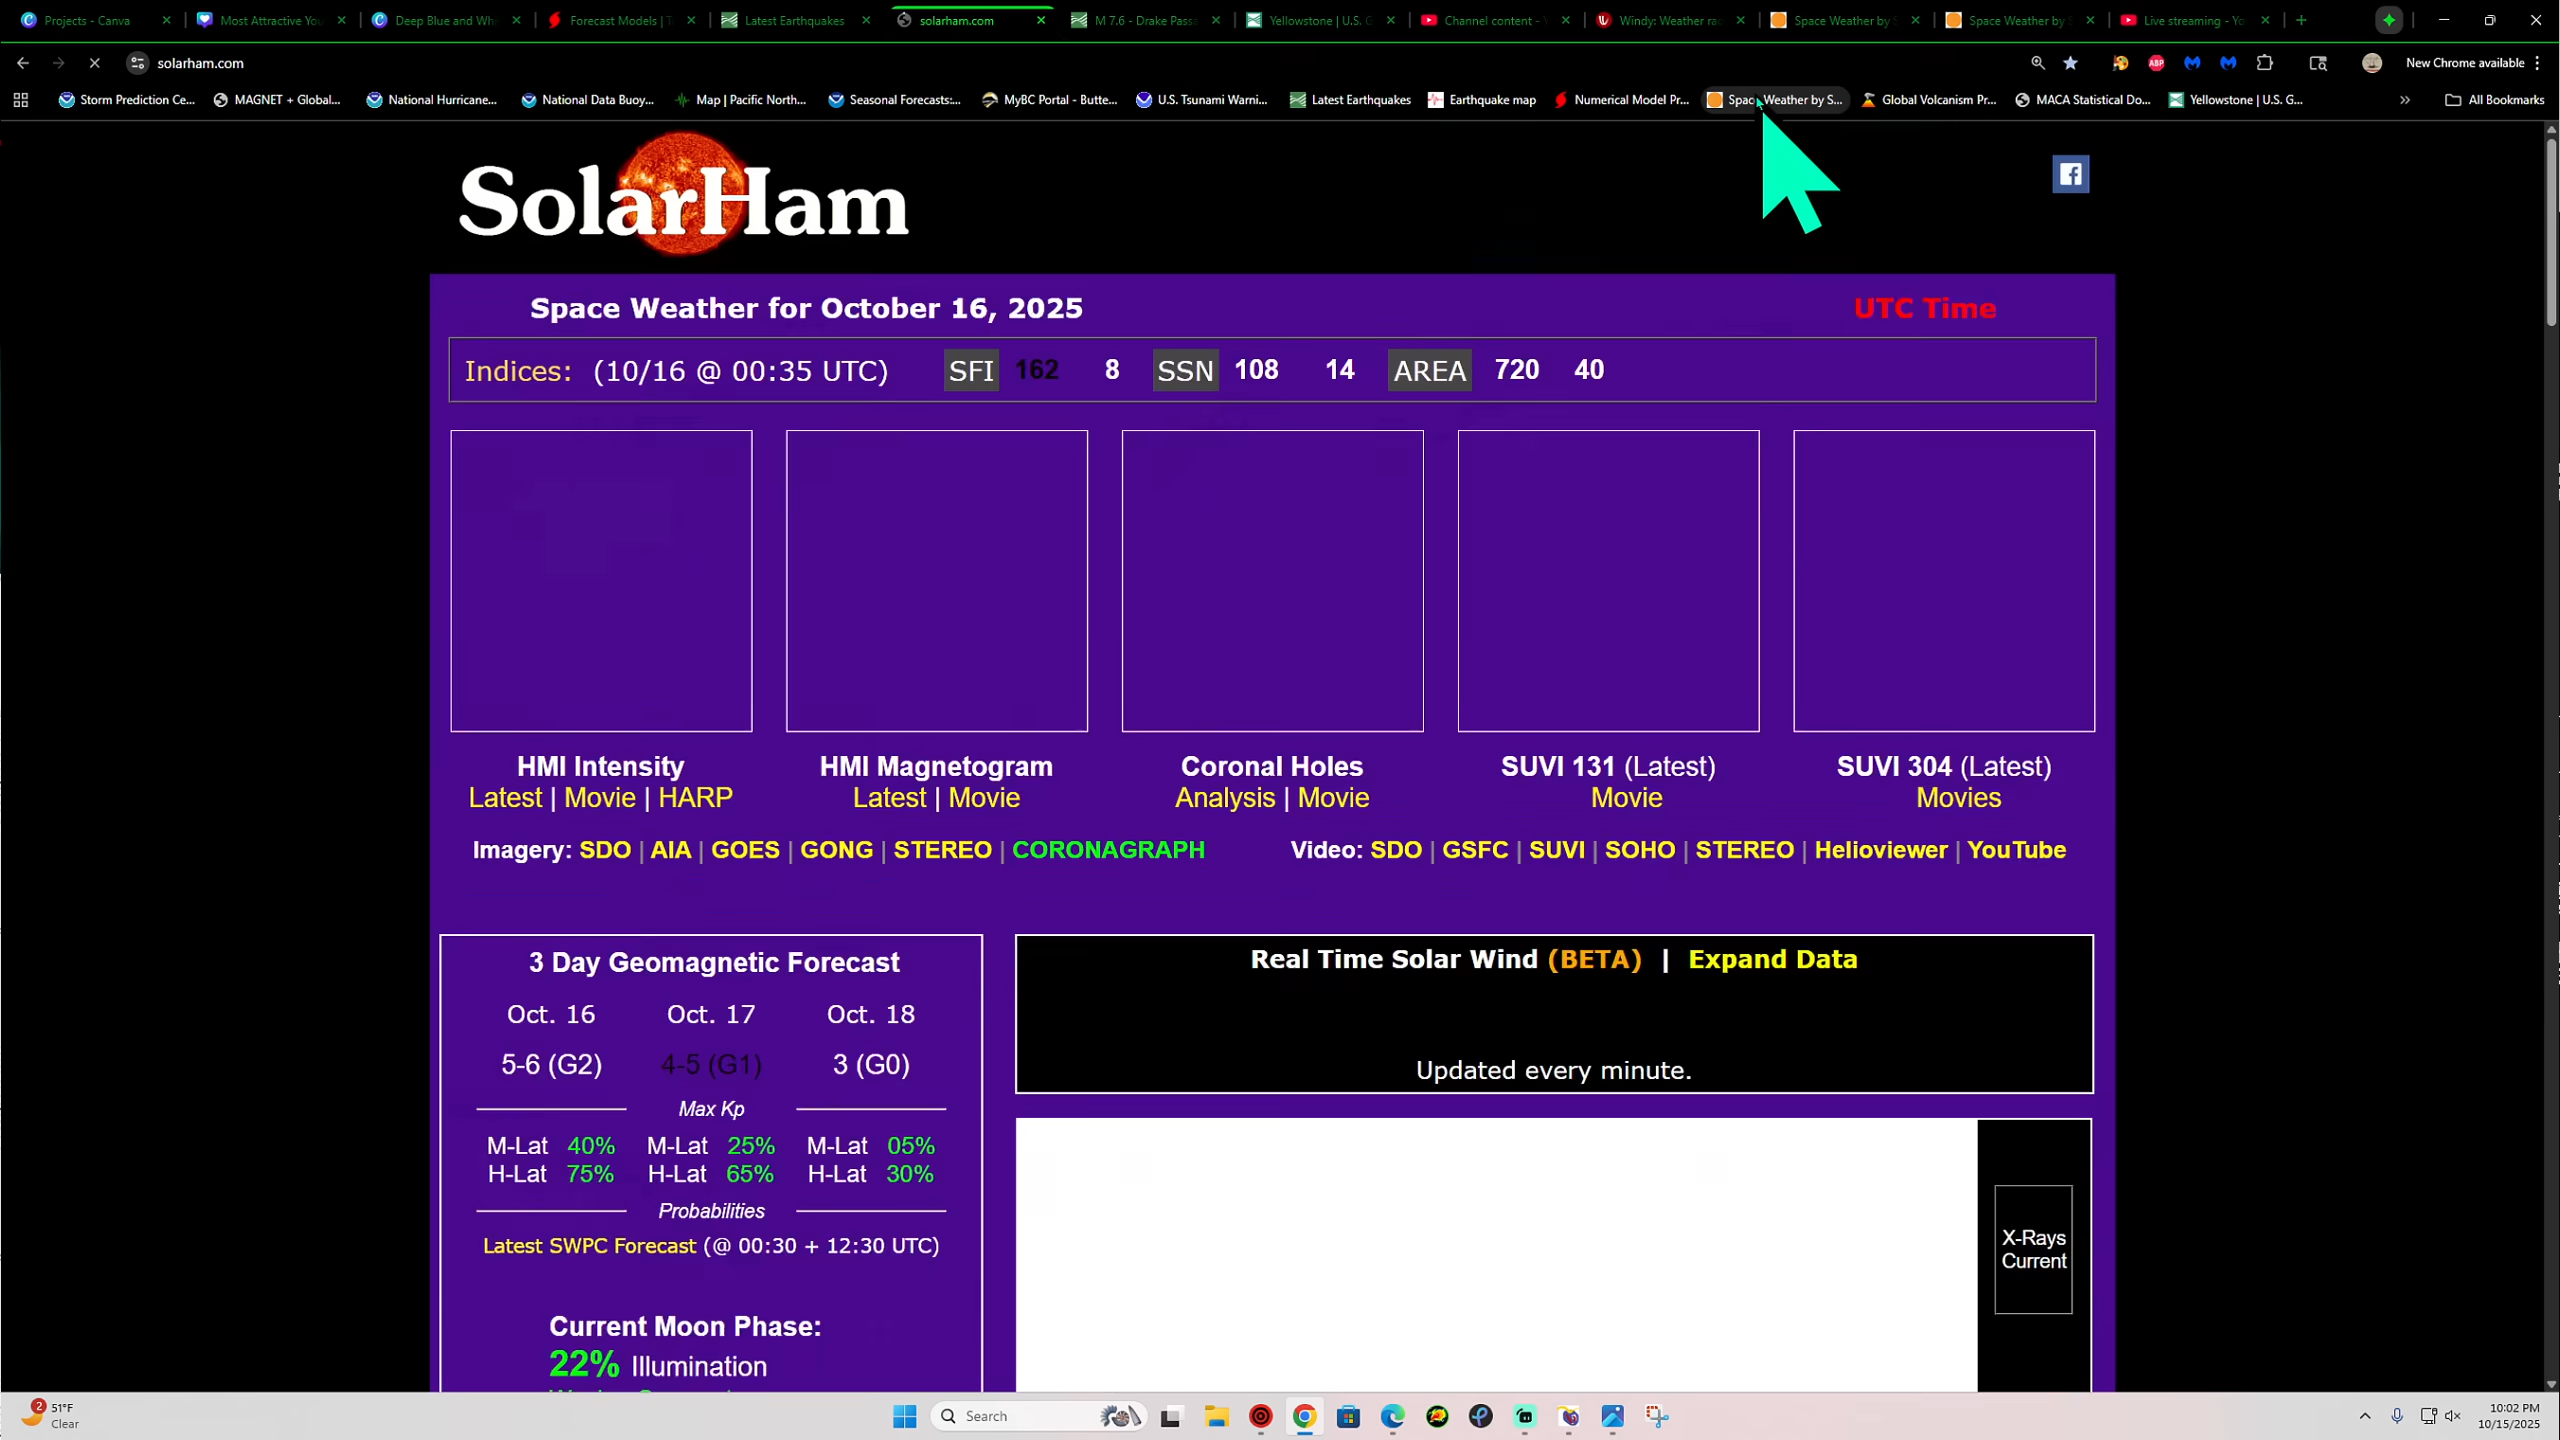 Projects - Canva
Most Attractive You
Deep Blue and Whi
Forecast Models | T
Latest Earthquakes
solarham.com
M 7.6 - Drake Pass
Yellowstone | U.S. G
Channel content - Y
Windy: Weather ra
Space Weather by S
Space Weather by S
Live streaming - Yo
solarham.com
ABP
New Chrome available
Storm Prediction Ce...
MAGNET + Global...
National Hurricane...
National Data Buoy...
Map | Pacific North...
Seasonal Forecasts:...
MyBC Portal - Butte...
U.S. Tsunami Warni...
Latest Earthquakes
Earthquake map
Numerical Model Pr...
Space Weather by S...
Global Volcanism Pr...
MACA Statistical Do...
Yellowstone | U.S. G...
All Bookmarks
SolarHam
Space Weather for October 16, 2025
UTC Time
Indices: (10/16 @ 00:35 UTC) SFI 162 8 SSN 108 14 AREA 720 40
HMI Intensity
Latest | Movie | HARP
HMI Magnetogram
Latest | Movie
Coronal Holes
Analysis | Movie
SUVI 131 (Latest)
Movie
SUVI 304 (Latest)
Movies
Imagery: SDO | AIA | GOES | GONG | STEREO | CORONAGRAPH
Video: SDO | GSFC | SUVI | SOHO | STEREO | Helioviewer | YouTube
3 Day Geomagnetic Forecast
Oct. 16 Oct. 17 Oct. 18
5-6 (G2) 4-5 (G1) 3 (G0)
Max Kp
M-Lat 40% M-Lat 25% M-Lat 05%
H-Lat 75% H-Lat 65% H-Lat 30%
Probabilities
Latest SWPC Forecast (@ 00:30 + 12:30 UTC)
Current Moon Phase:
22% Illumination
Real Time Solar Wind (BETA) | Expand Data
Updated every minute.
X-Rays
Current
2
51°F
Clear
Search
10:02 PM
10/15/2025